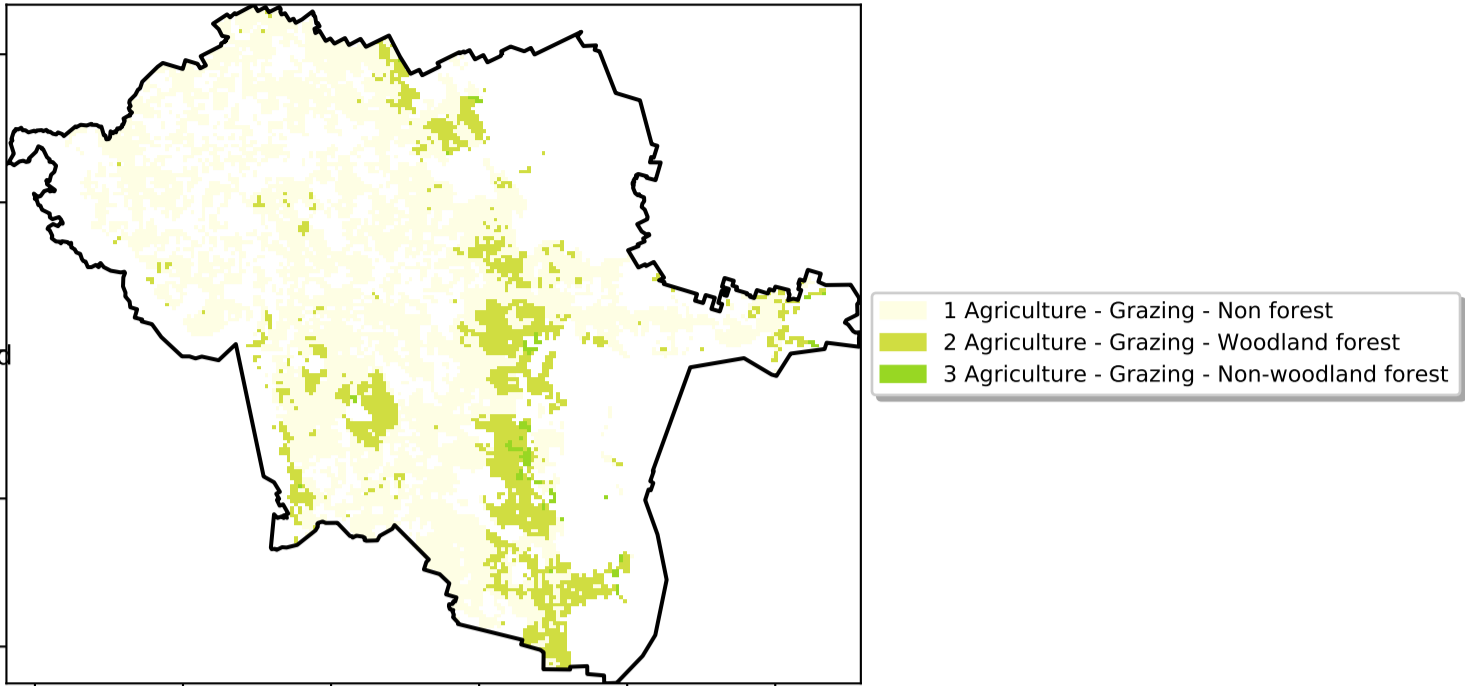 1 Agriculture - Grazing - Non forest
2 Agriculture - Grazing - Woodland forest
3 Agriculture - Grazing - Non-woodland forest